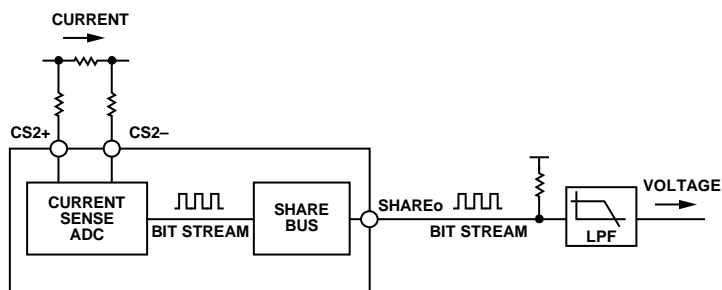 CURRENT
CS2+
CS2–
CURRENT
SENSE
ADC
BIT STREAM
SHARE
BUS
SHAREo
BIT STREAM
LPF
VOLTAGE